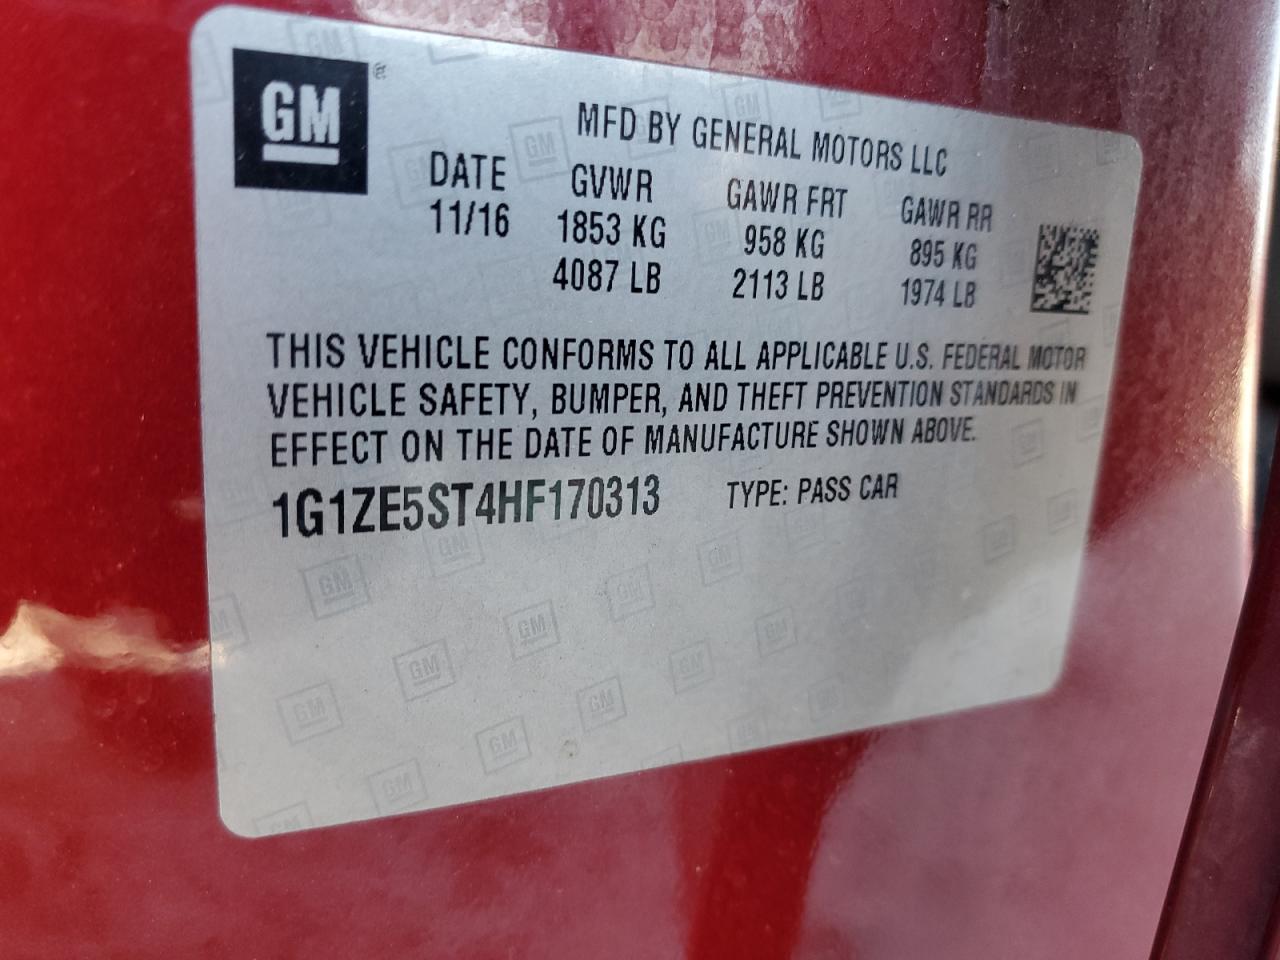 GM
MFD BY GENERAL MOTORS LLC
DATE GVWR GAWR FRT GAWR RR
11/16 1853 KG 958 KG 895 KG
4087 LB 2113 LB 1974 LB
THIS VEHICLE CONFORMS TO ALL APPLICABLE U.S. FEDERAL MOTOR
VEHICLE SAFETY, BUMPER, AND THEFT PREVENTION STANDARDS IN
EFFECT ON THE DATE OF MANUFACTURE SHOWN ABOVE.
1G1ZE5ST4HF170313 TYPE: PASS CAR